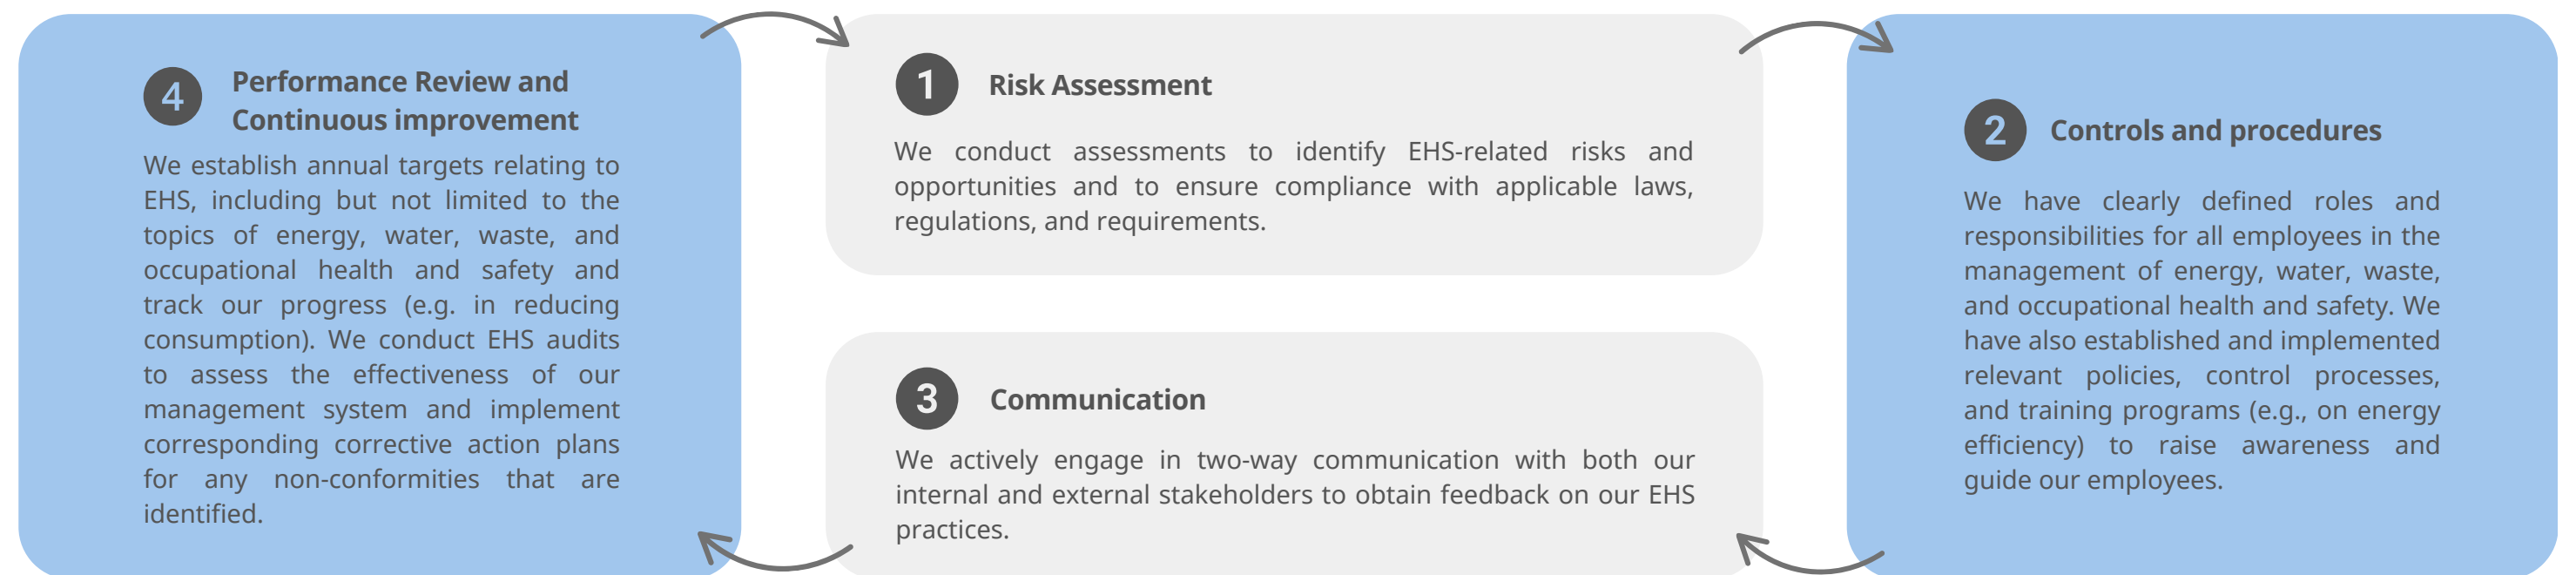 1
Risk Assessment
We conduct assessments to identify EHS-related risks and
opportunities and to ensure compliance with applicable laws,
regulations, and requirements.
2
Controls and procedures
We have clearly defined roles and
responsibilities for all employees in the
management of energy, water, waste,
and occupational health and safety. We
have also established and implemented
relevant policies, control processes,
and training programs (e.g., on energy
efficiency) to raise awareness and
guide our employees.
3
Communication
We actively engage in two-way communication with both our
internal and external stakeholders to obtain feedback on our EHS
practices.
4
Performance Review and
Continuous improvement
We establish annual targets relating to
EHS, including but not limited to the
topics of energy, water, waste, and
occupational health and safety and
track our progress (e.g. in reducing
consumption). We conduct EHS audits
to assess the effectiveness of our
management system and implement
corresponding corrective action plans
for any non-conformities that are
identified.